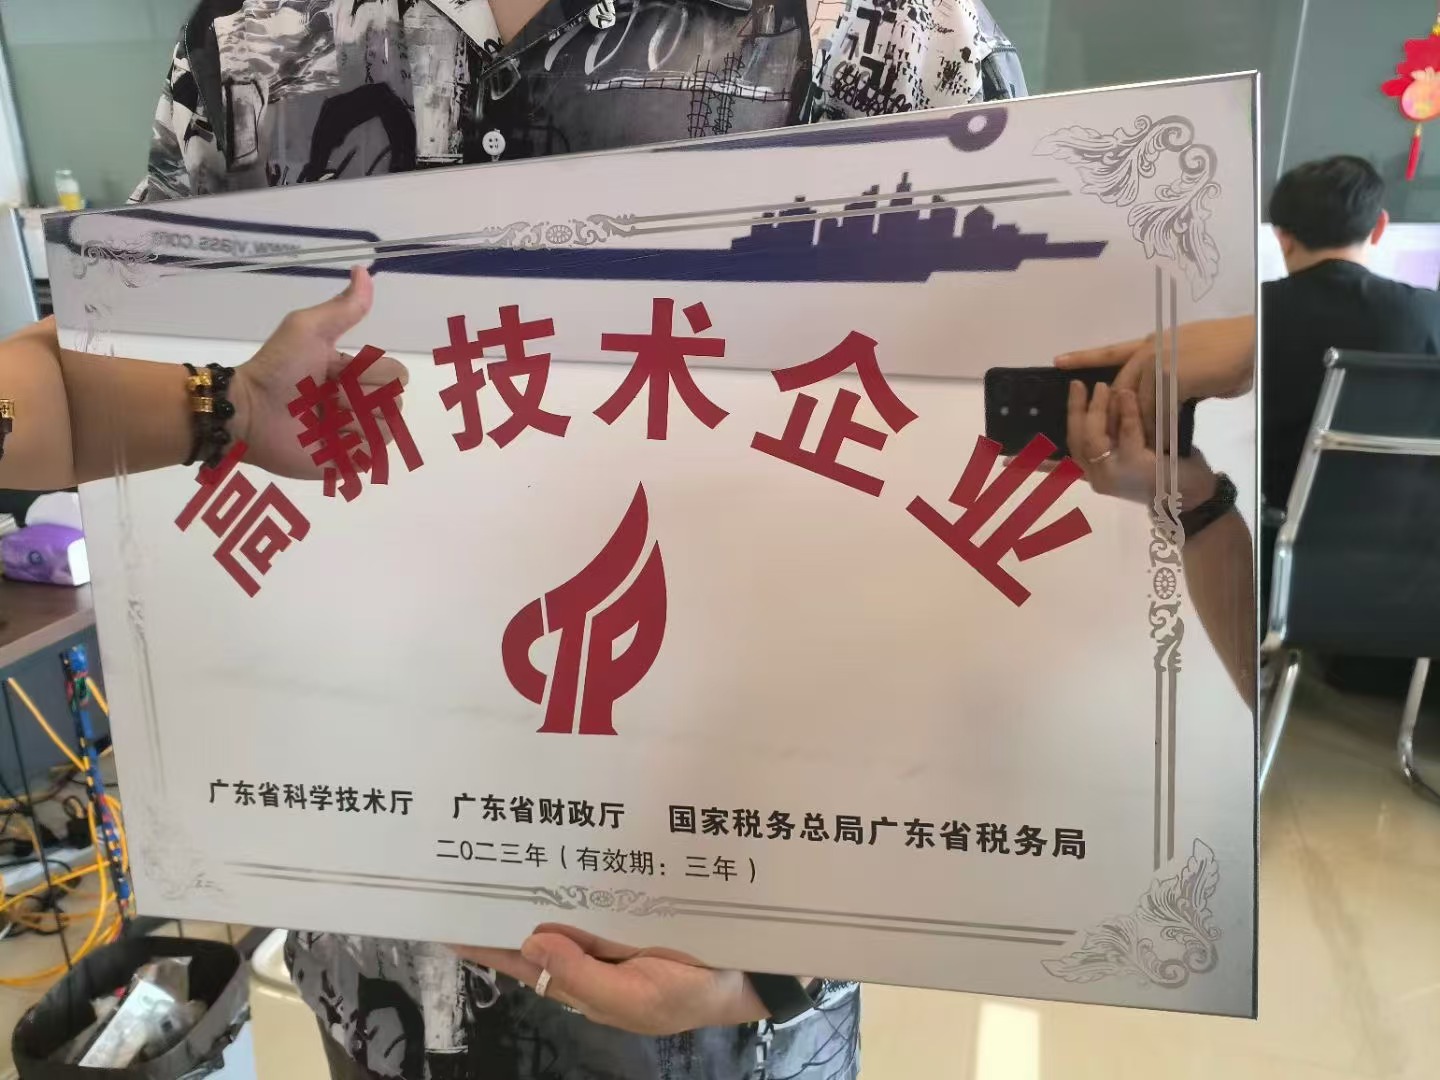 高新技术企业
广东省科学技术厅 广东省财政厅 国家税务总局广东省税务局
二0二三年（有效期：三年）